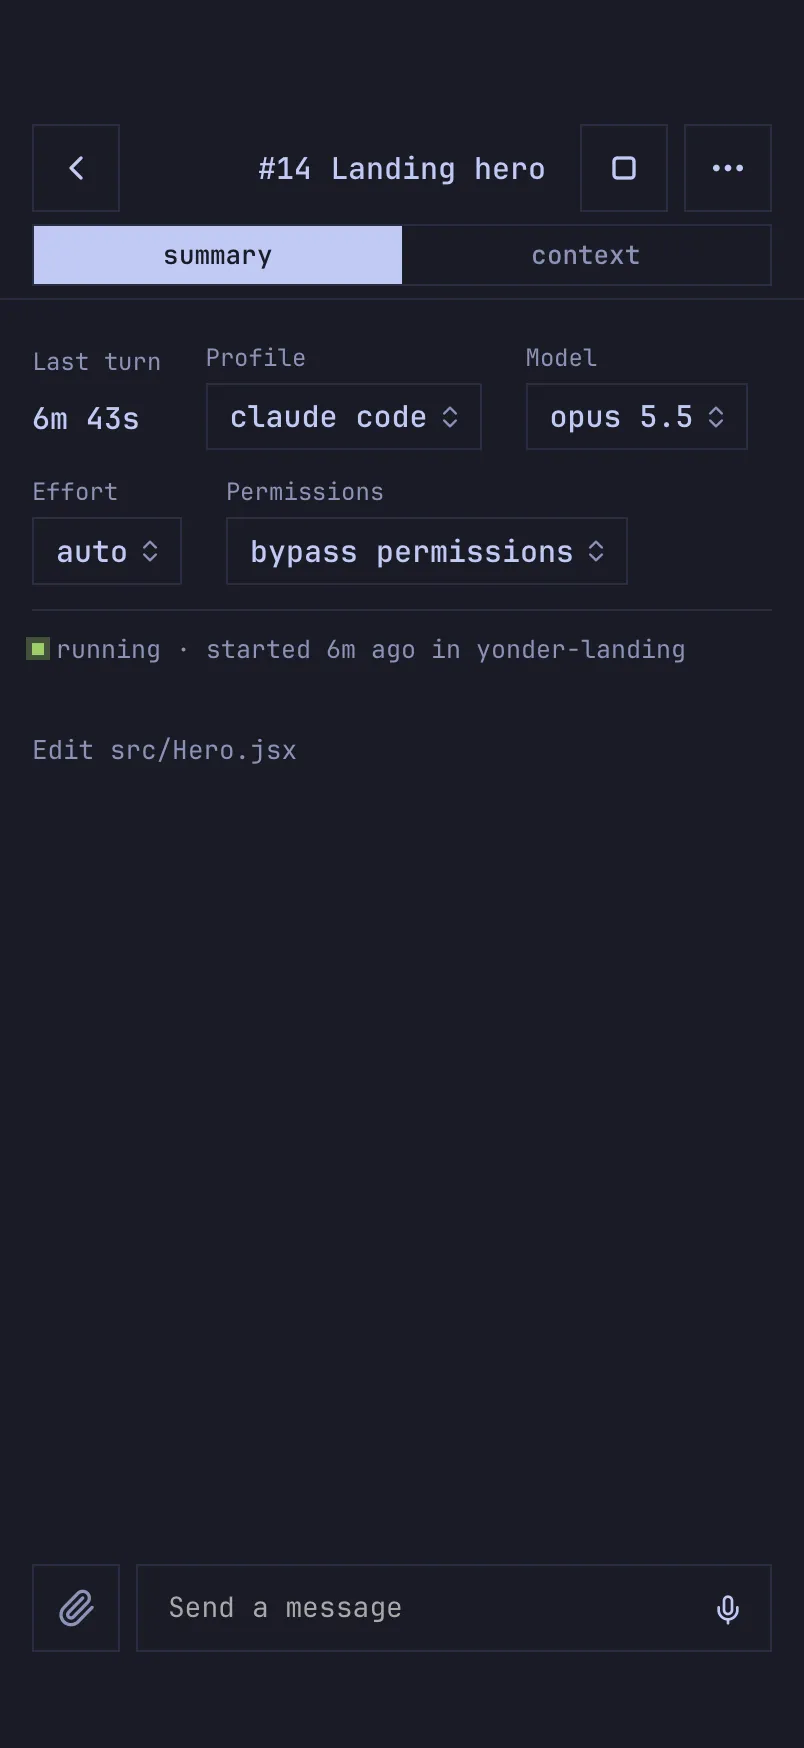 #14 Landing hero
summary context
Last turn Profile Model
6m 43s claude code opus 5.5
Effort Permissions
auto bypass permissions
running · started 6m ago in yonder-landing
Edit src/Hero.jsx
Send a message